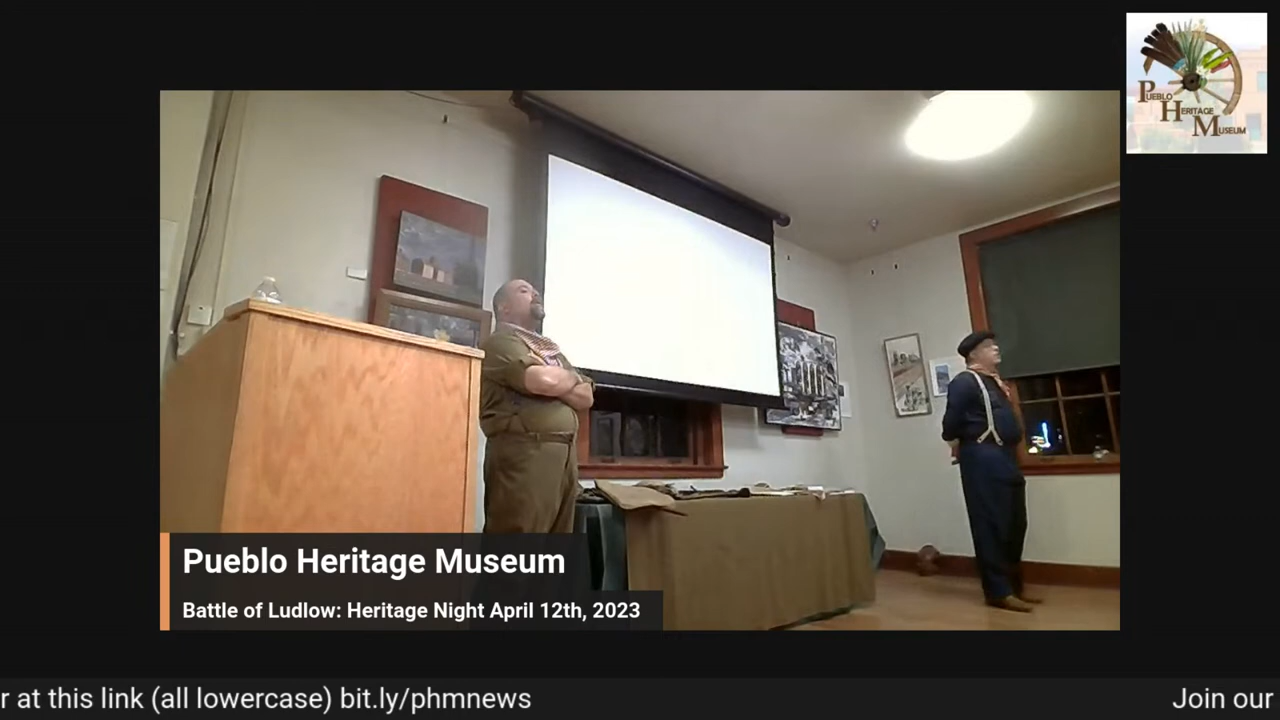 PUEBLO
HERITAGE
MUSEUM
Pueblo Heritage Museum
Battle of Ludlow: Heritage Night April 12th, 2023
r at this link (all lowercase) bit.ly/phmnews
Join our